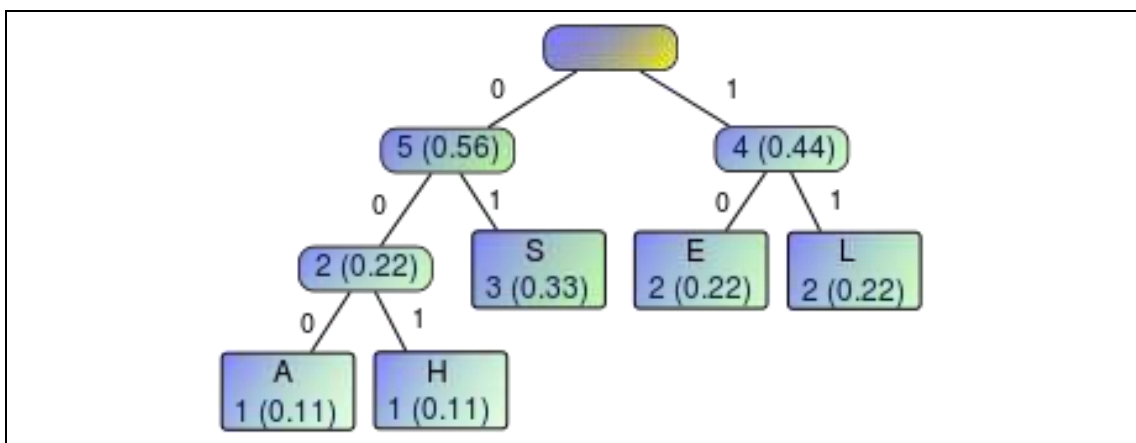 0 1
5 (0.56) 4 (0.44)
0 1 0 1
2 (0.22)
S
3 (0.33)
E
2 (0.22)
L
2 (0.22)
0 1
A
1 (0.11)
H
1 (0.11)